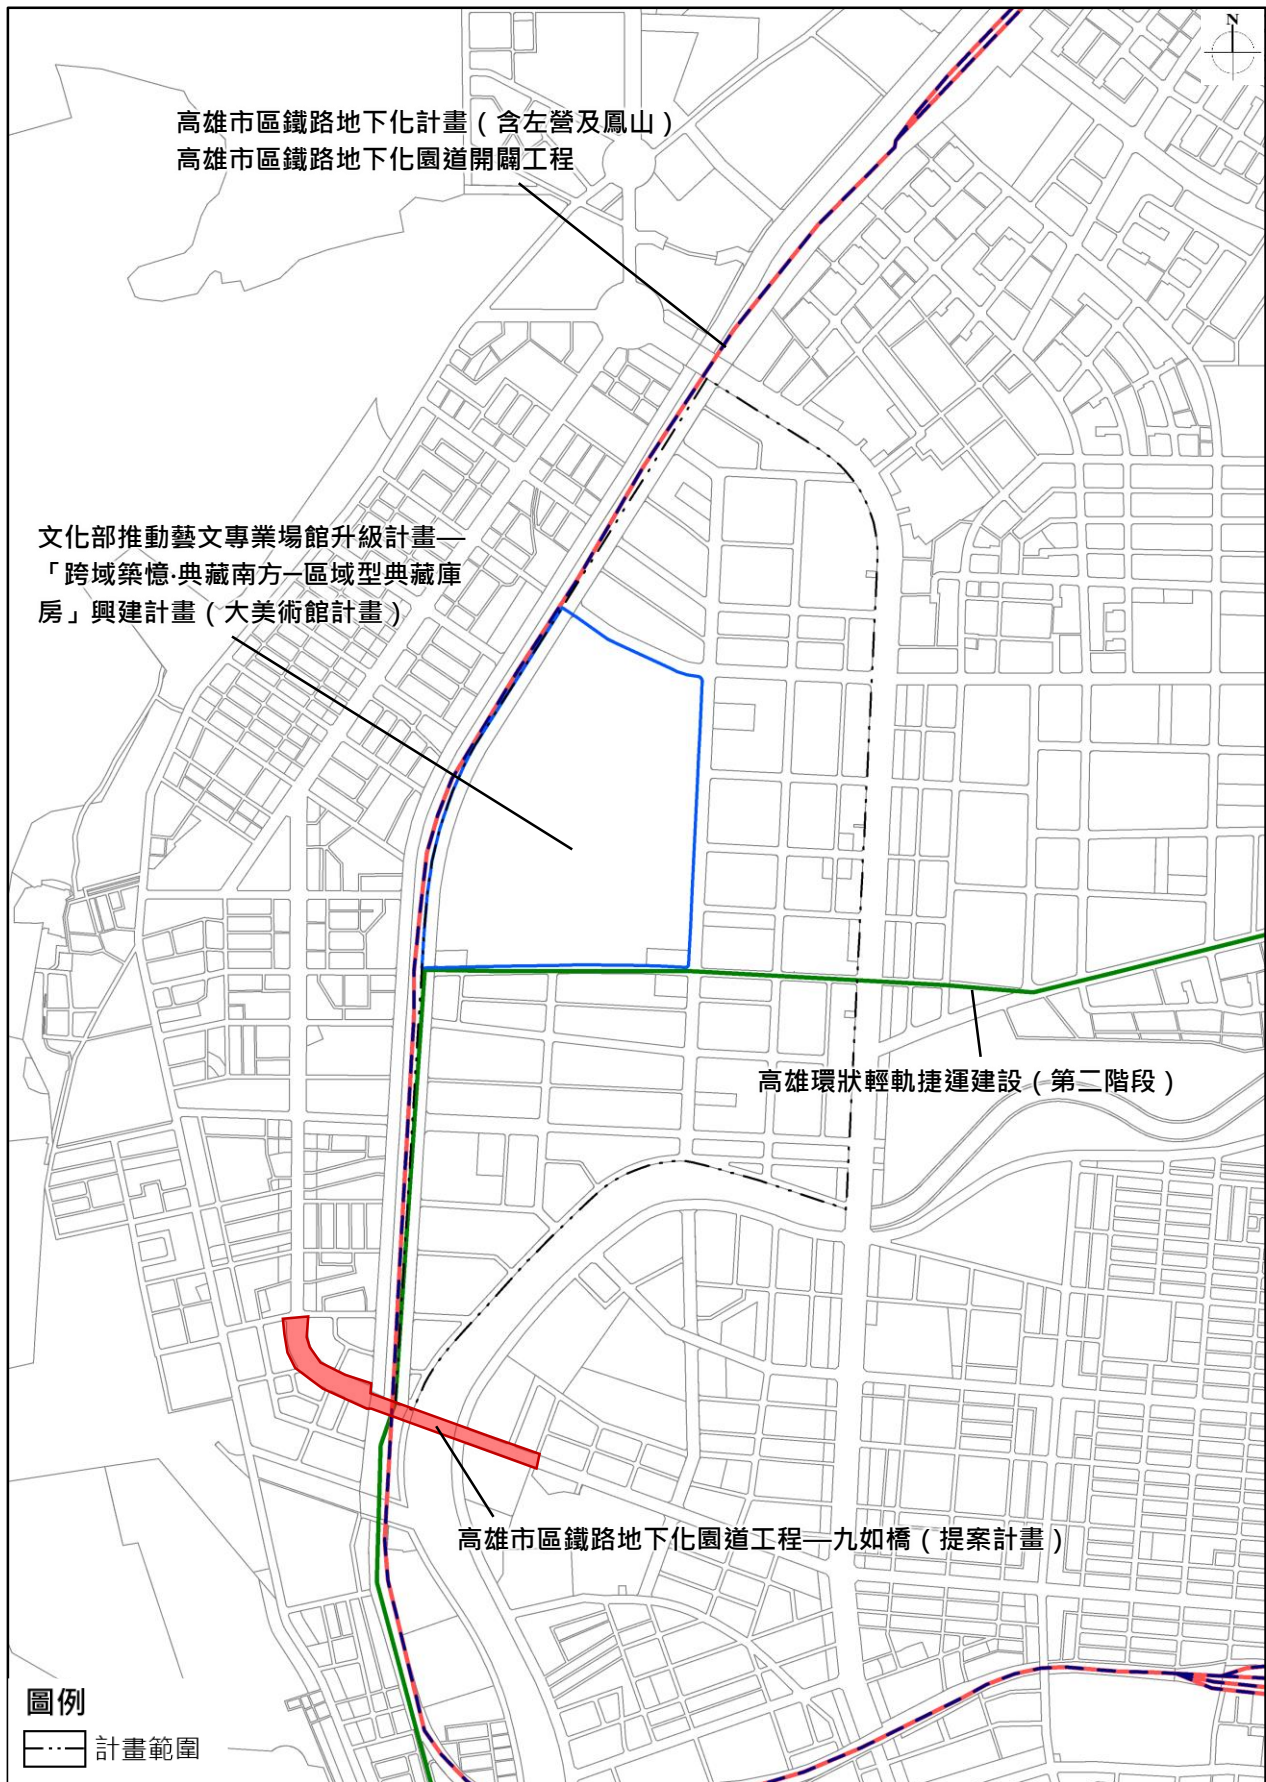 N
高雄市區鐵路地下化計畫（含左營及鳳山）
高雄市區鐵路地下化園道開闢工程
文化部推動藝文專業場館升級計畫—
「跨域築憶·典藏南方–區域型典藏庫
房」興建計畫（大美術館計畫）
高雄環狀輕軌捷運建設（第二階段）
高雄市區鐵路地下化園道工程—九如橋（提案計畫）
圖例
計畫範圍